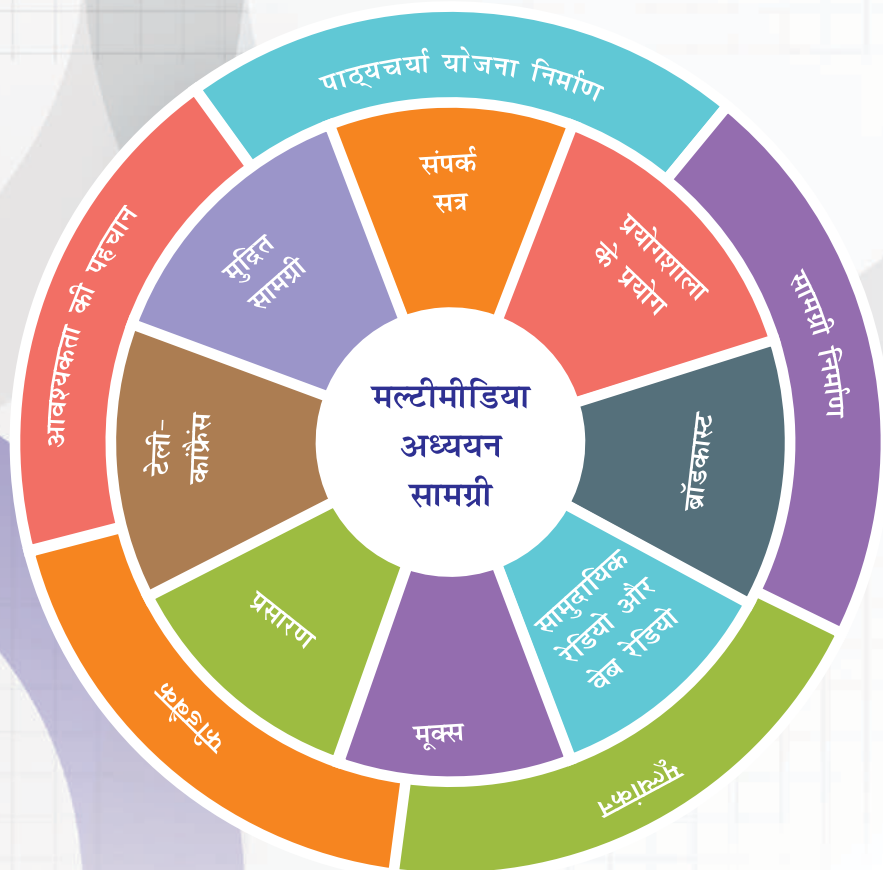 पाठ्यचर्या योजना निर्माण
सामग्री निर्माण
मूल्यांकन
फीडबैक
आवश्यकता की पहचान
संपर्क
सत्र
प्रयोगशाला
के प्रयोग
ब्रॉडकास्ट
सामुदायिक
रेडियो और
वेब रेडियो
मूक्स
प्रसारण
टेली-
कांफ्रेंस
मुद्रित
सामग्री
मल्टीमीडिया
अध्ययन
सामग्री